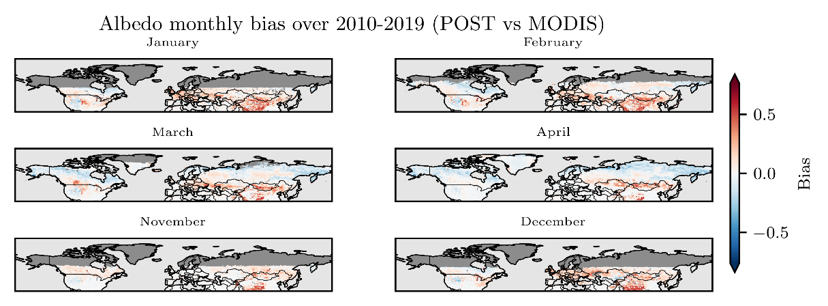 Albedo monthly bias over 2010-2019 (POST vs MODIS)
January
February
March
April
November
December
0.5
0.0
−0.5
Bias